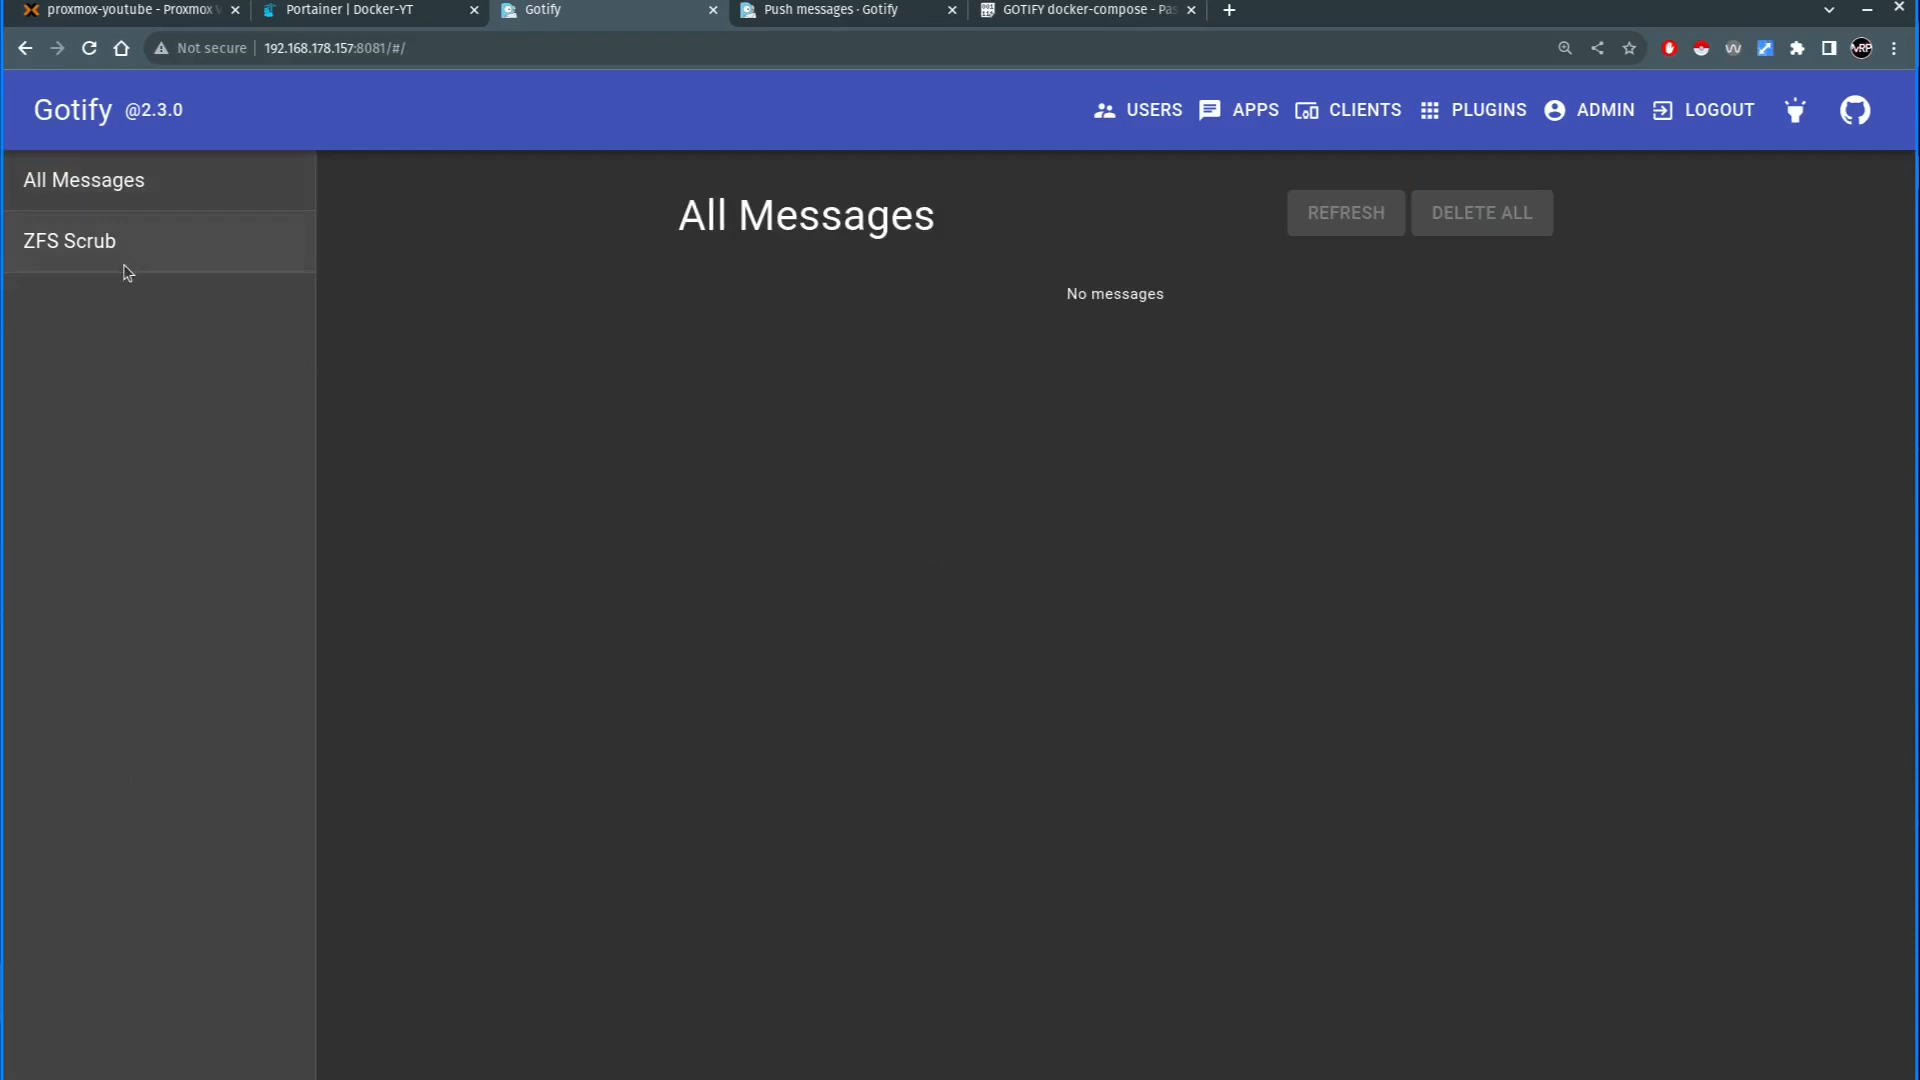 proxmox-youtube - Proxmox V
Portainer | Docker-YT
Gotify
Push messages · Gotify
GOTIFY docker-compose - Pas
Not secure
192.168.178.157:8081/#/
VRP
Gotify @2.3.0
USERS
APPS
CLIENTS
PLUGINS
ADMIN
LOGOUT
All Messages
ZFS Scrub
All Messages
REFRESH
DELETE ALL
No messages